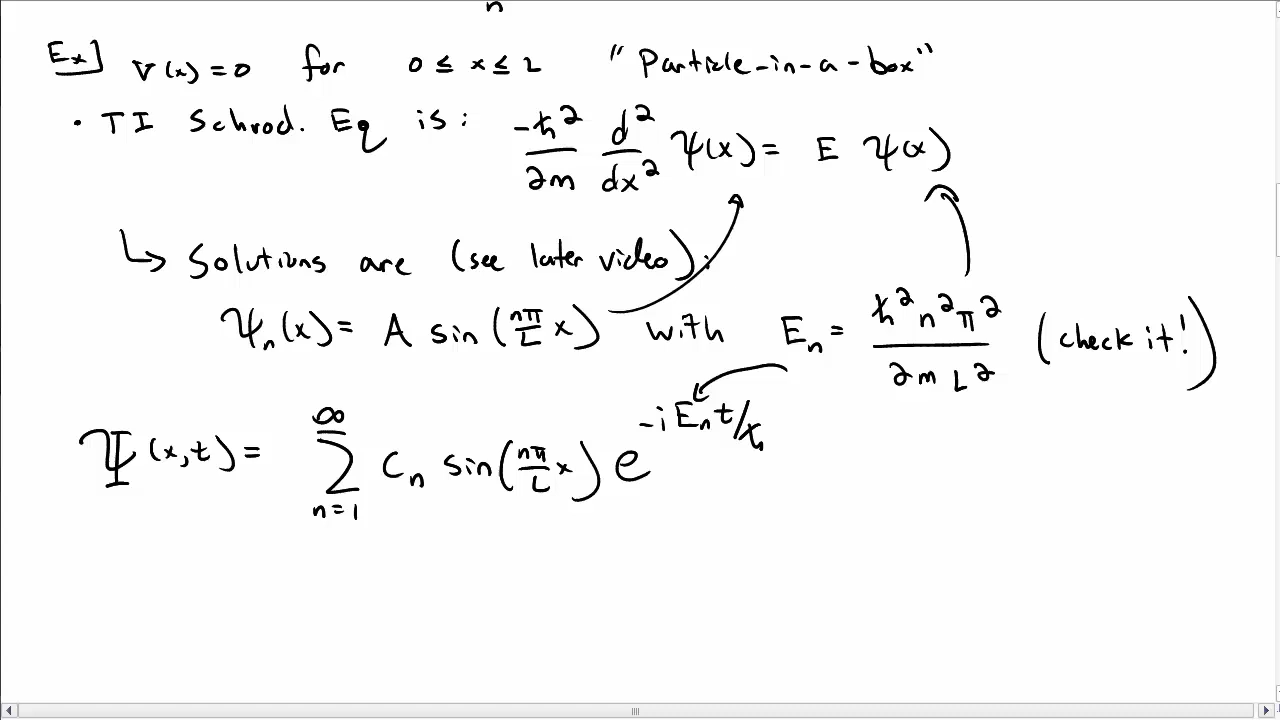 n
Ex] V(x) = 0 for 0 ≤ x ≤ L "Particle-in-a-box"
• TI Schrod. Eq is: -ħ²/2m d²/dx² ψ(x) = E ψ(x)
↳ Solutions are (see later video):
ψn(x) = A sin(nπ/L x) with En = ħ²n²π²/2mL² (check it!)
Ψ(x,t) = ∑_{n=1}^{∞} Cn sin(nπ/L x) e^{-iEnt/ħ}